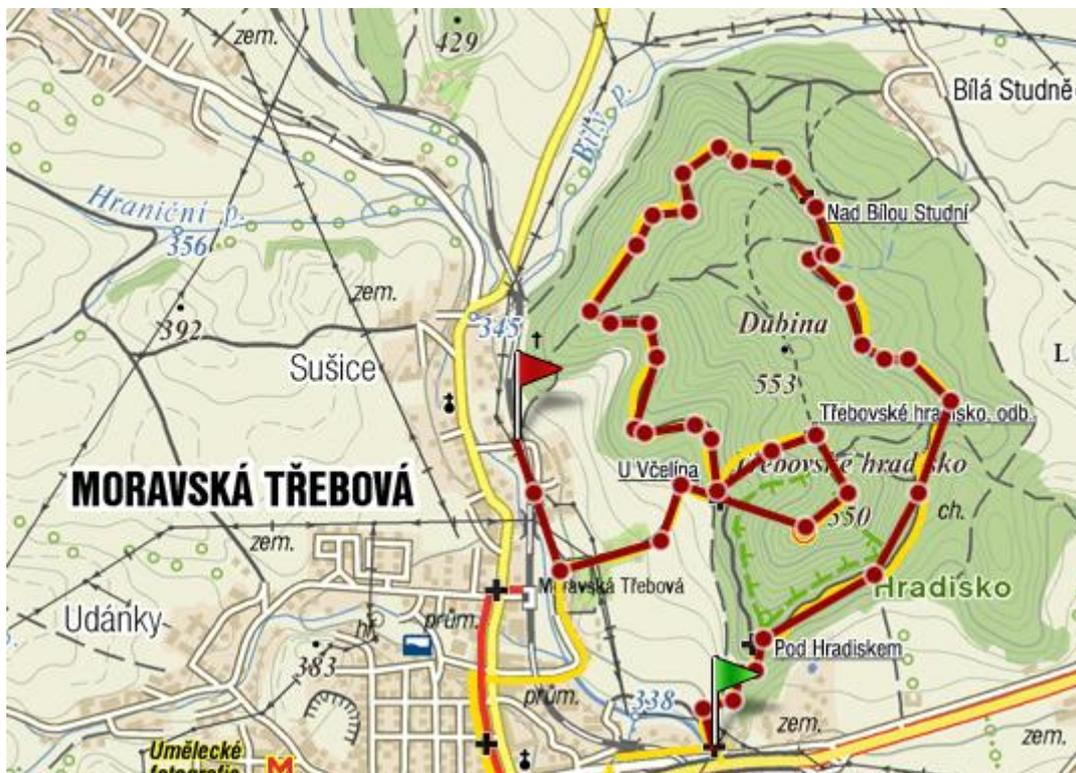 zem.
429
Bílá Studně
Bílý p.
Hraniční p.
356
Nad Bílou Studní
zem.
392
345
Dubina
Sušice
553
L
Třebovské hradisko, odb.
MORAVSKÁ TŘEBOVÁ
U Včelína
Třebovské hradisko
550
ch.
zem.
Moravská Třebová
Hradisko
Udánky
hř.
prům.
383
Pod Hradiskem
prům.
338
zem.
zem.
Umělecké
fotografie
M